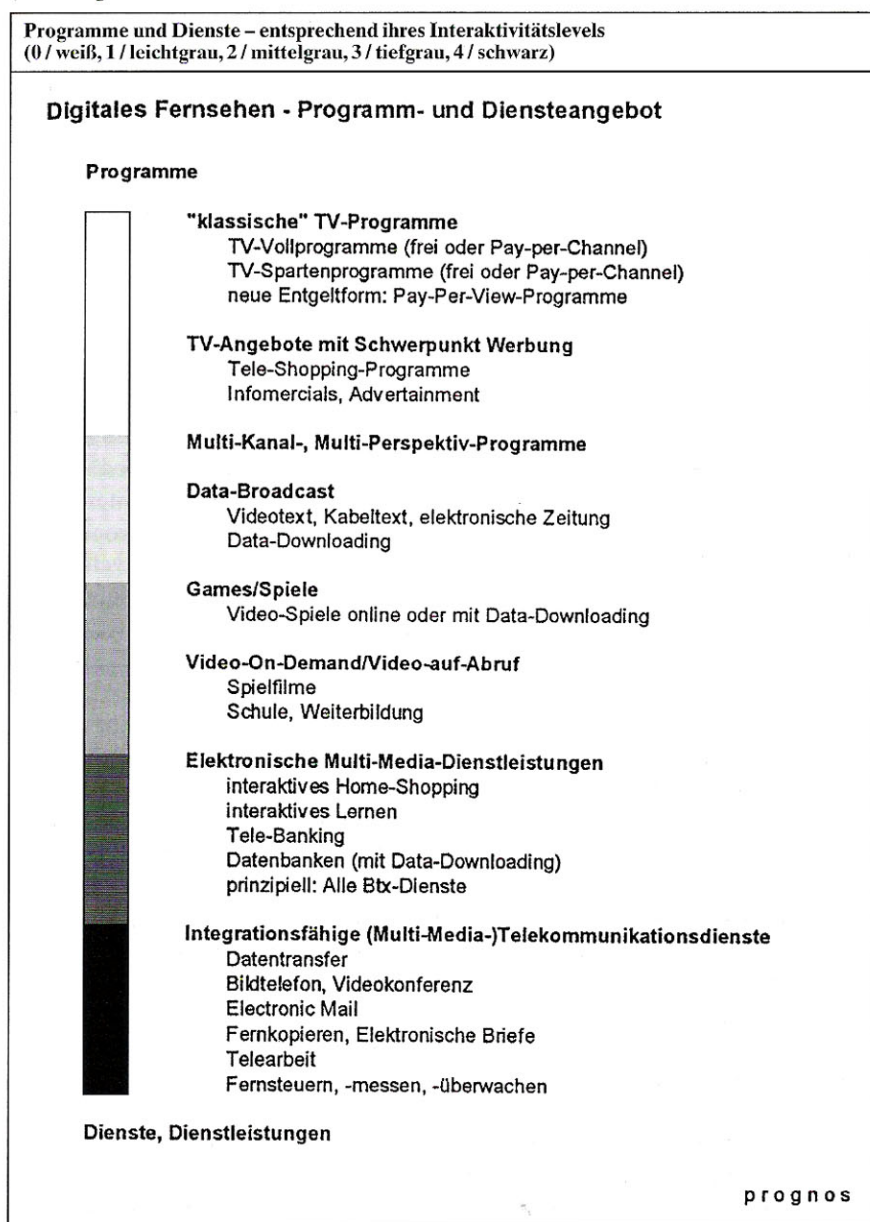 Programme und Dienste – entsprechend ihres Interaktivitätslevels
(0 / weiß, 1 / leichtgrau, 2 / mittelgrau, 3 / tiefgrau, 4 / schwarz)
Digitales Fernsehen - Programm- und Diensteangebot
Programme
"klassische" TV-Programme
TV-Vollprogramme (frei oder Pay-per-Channel)
TV-Spartenprogramme (frei oder Pay-per-Channel)
neue Entgeltform: Pay-Per-View-Programme
TV-Angebote mit Schwerpunkt Werbung
Tele-Shopping-Programme
Infomercials, Advertainment
Multi-Kanal-, Multi-Perspektiv-Programme
Data-Broadcast
Videotext, Kabeltext, elektronische Zeitung
Data-Downloading
Games/Spiele
Video-Spiele online oder mit Data-Downloading
Video-On-Demand/Video-auf-Abruf
Spielfilme
Schule, Weiterbildung
Elektronische Multi-Media-Dienstleistungen
interaktives Home-Shopping
interaktives Lernen
Tele-Banking
Datenbanken (mit Data-Downloading)
prinzipiell: Alle Btx-Dienste
Integrationsfähige (Multi-Media-)Telekommunikationsdienste
Datentransfer
Bildtelefon, Videokonferenz
Electronic Mail
Fernkopieren, Elektronische Briefe
Telearbeit
Fernsteuern, -messen, -überwachen
Dienste, Dienstleistungen
prognos